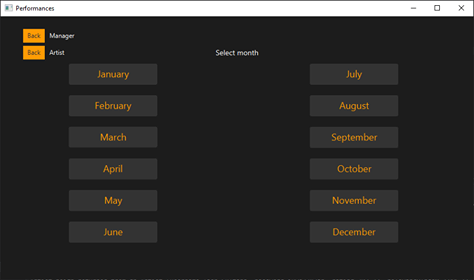 Performances
Back Manager
Back Artist
Select month
January
July
February
August
March
September
April
October
May
November
June
December